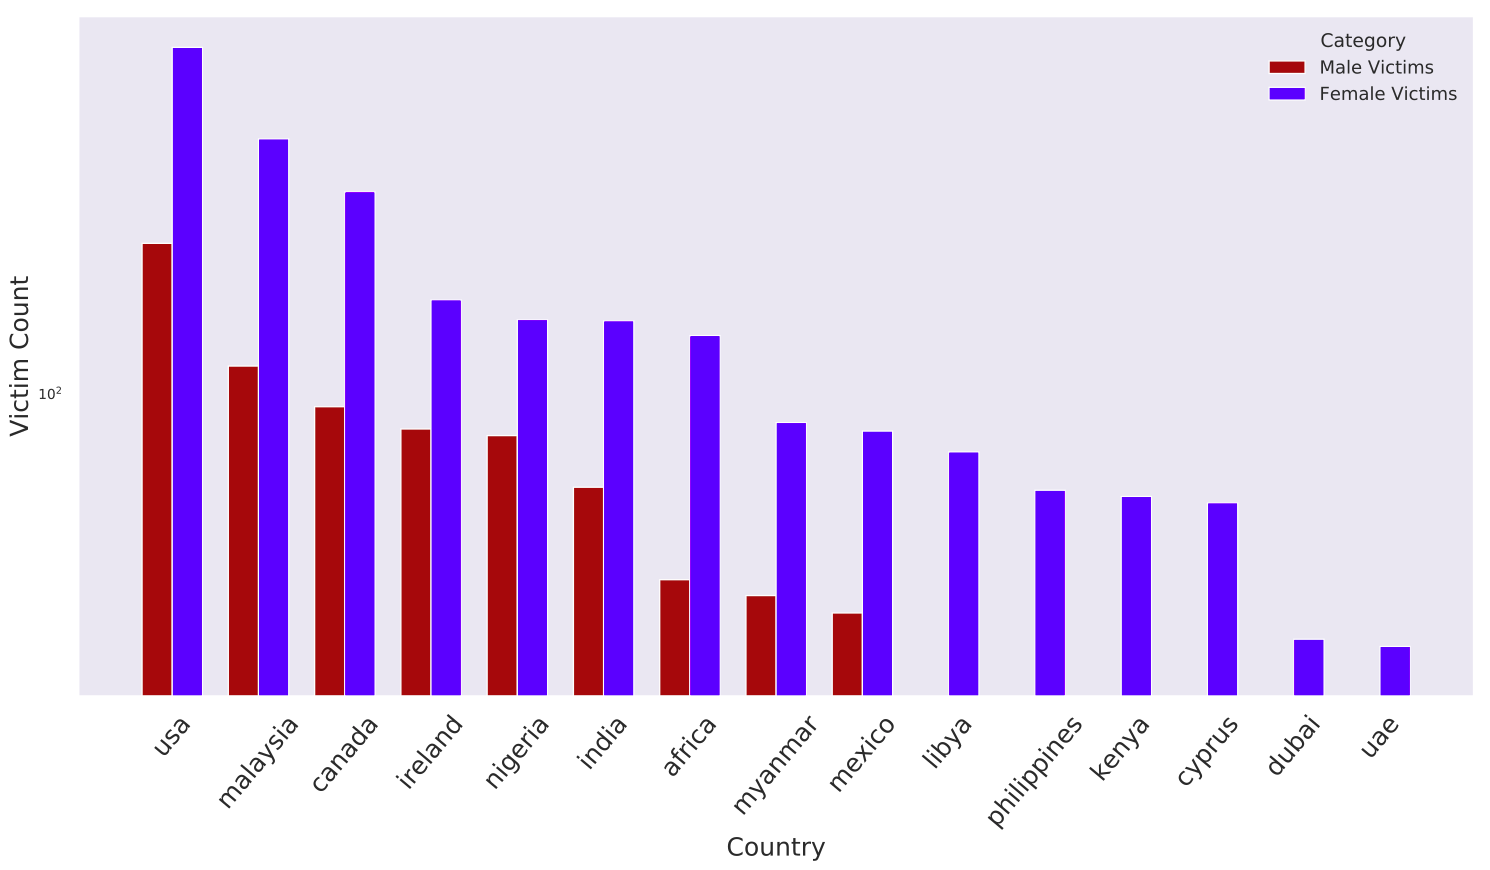 Category
Male Victims
Female Victims
Victim Count
10²
usa
malaysia
canada
ireland
nigeria
india
africa
myanmar
mexico
libya
philippines
kenya
cyprus
dubai
uae
Country